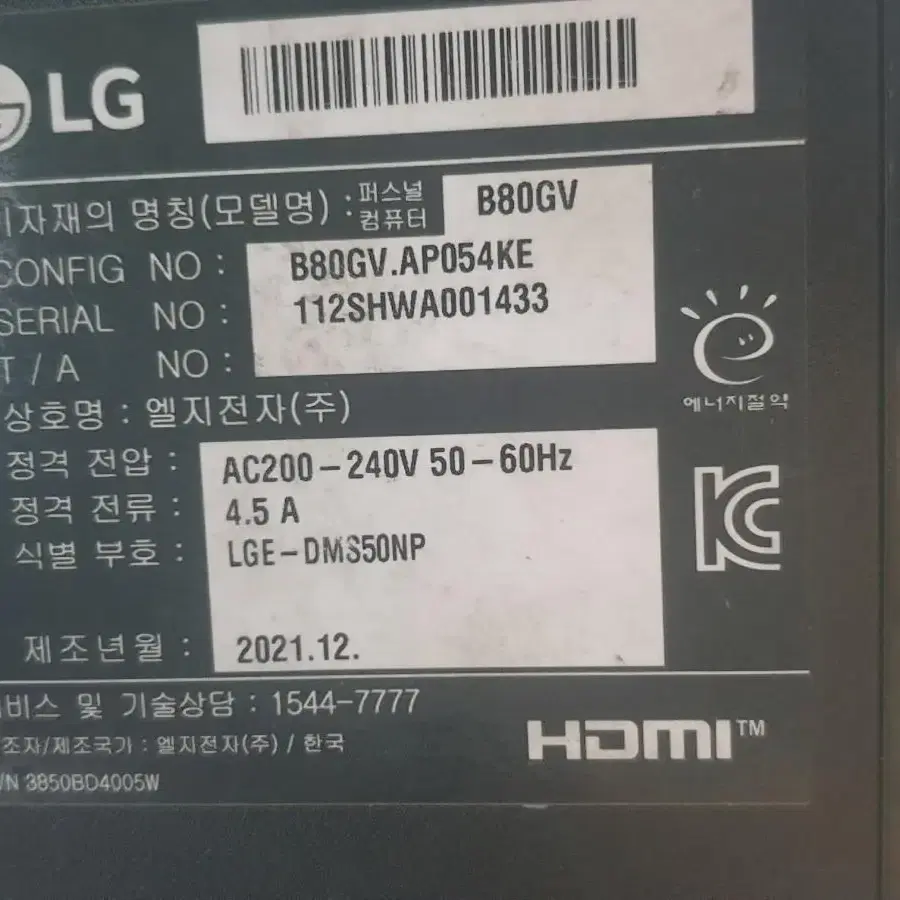 LG
자재의 명칭(모델명) : 퍼스널 컴퓨터 B80GV
CONFIG NO : B80GV.AP054KE
SERIAL NO : 112SHWA001433
T / A NO :
상호명 : 엘지전자(주)
정격 전압 : AC200-240V 50-60Hz
정격 전류 : 4.5 A
식별 부호 : LGE-DMS50NP
제조년월 : 2021.12.
에너지절약
비스 및 기술상담 : 1544-7777
조자/제조국가 : 엘지전자(주) / 한국
/N 3850BD4005W
HDMI™